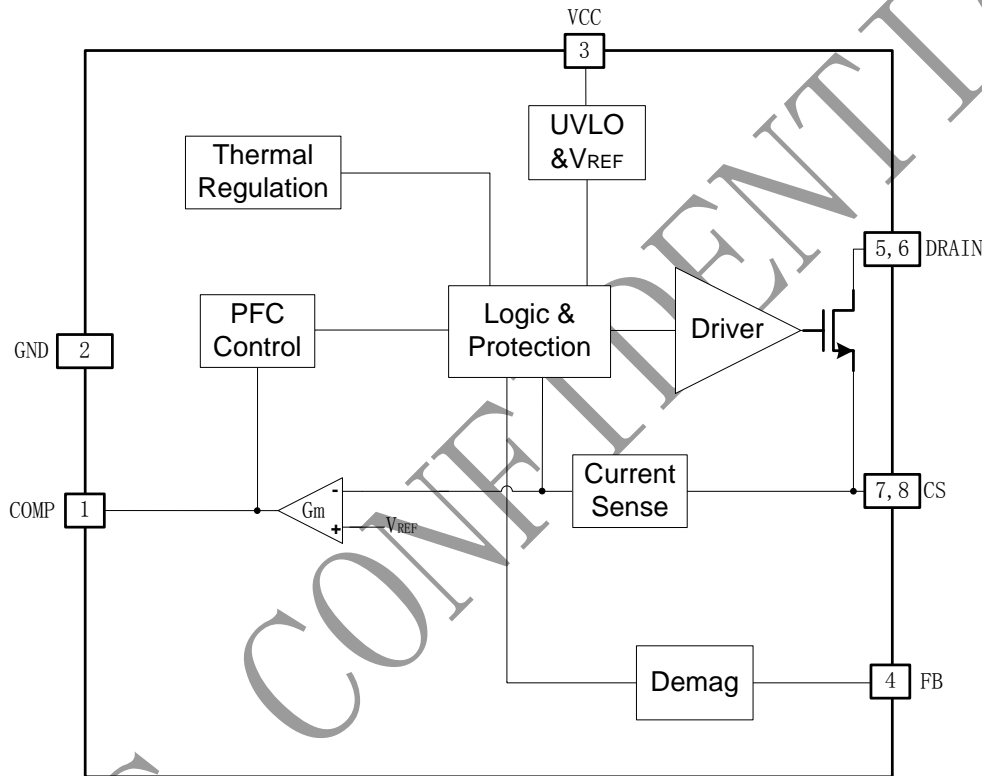 VCC
3
UVLO
&VREF
Thermal
Regulation
5, 6 DRAIN
PFC
Control
Logic &
Protection
Driver
GND 2
COMP 1
-
Gm
+
VREF
Current
Sense
7, 8 CS
Demag
4 FB
CONFIDENTI